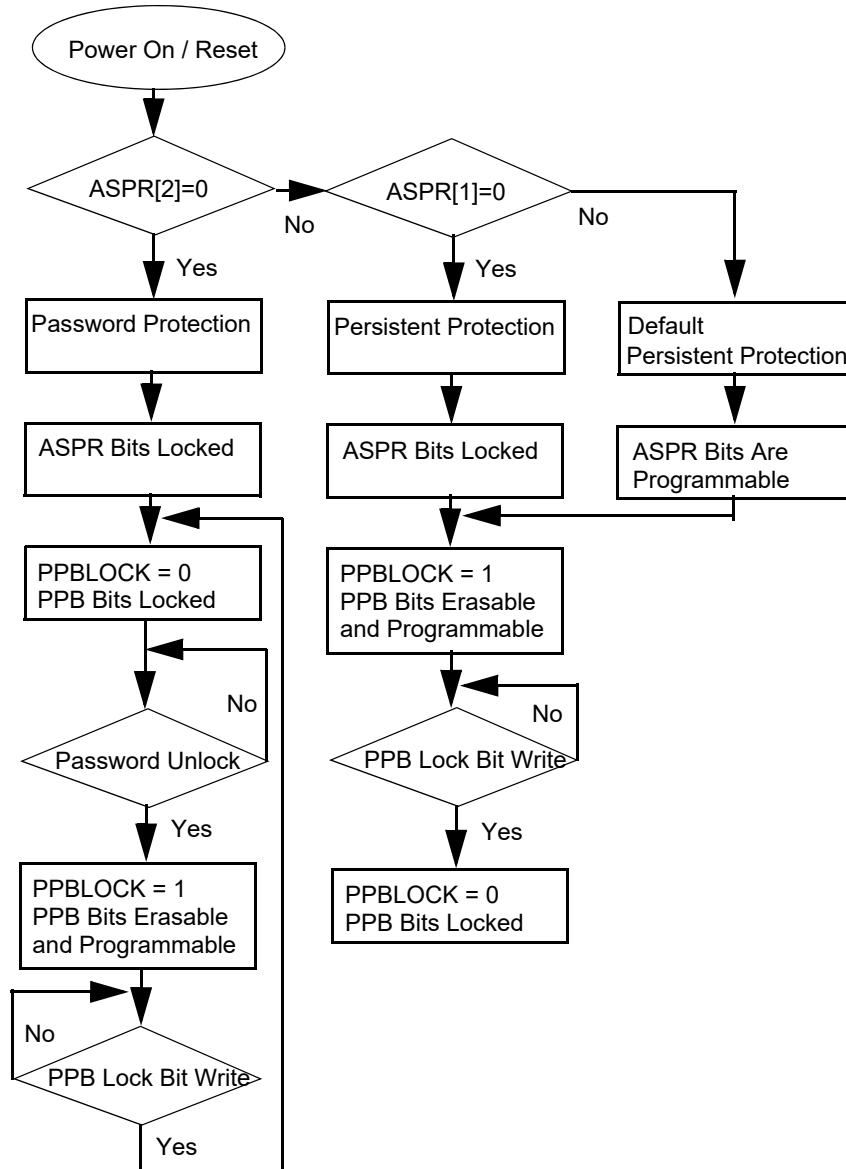 Power On / Reset
ASPR[2]=0
No
ASPR[1]=0
No
Yes
Yes
Password Protection
Persistent Protection
Default
Persistent Protection
ASPR Bits Locked
ASPR Bits Locked
ASPR Bits Are
Programmable
PPBLOCK = 0
PPB Bits Locked
PPBLOCK = 1
PPB Bits Erasable
and Programmable
No
Password Unlock
No
PPB Lock Bit Write
Yes
Yes
PPBLOCK = 1
PPB Bits Erasable
and Programmable
PPBLOCK = 0
PPB Bits Locked
No
PPB Lock Bit Write
Yes